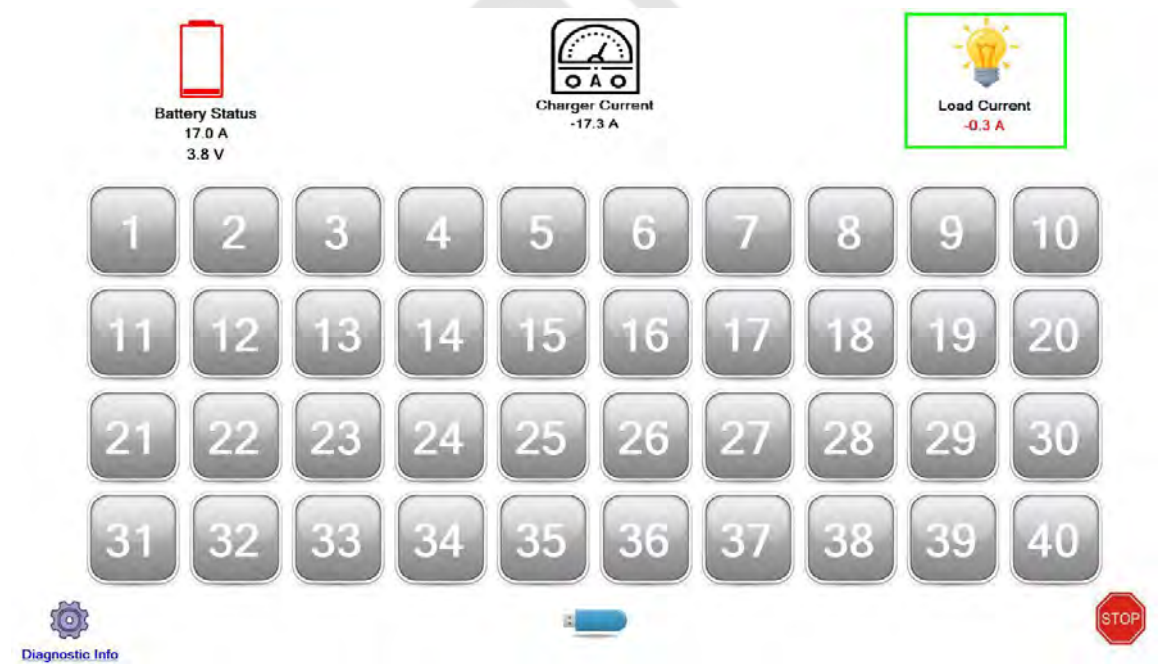 Battery Status
17.0 A
3.8 V
A
Charger Current
-17.3 A
Load Current
-0.3 A
1 2 3 4 5 6 7 8 9 10
11 12 13 14 15 16 17 18 19 20
21 22 23 24 25 26 27 28 29 30
31 32 33 34 35 36 37 38 39 40
Diagnostic Info
STOP